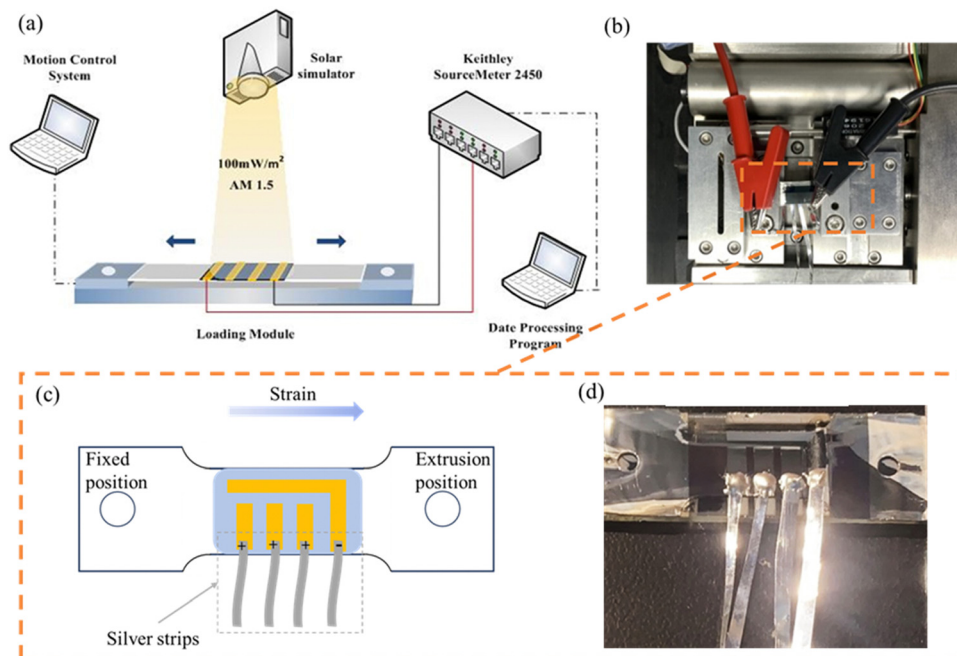 (a)
Motion Control
System
Solar
simulator
Keithley
SourceMeter 2450
100mW/m²
AM 1.5
Loading Module
Date Processing
Program
(b)
(c)
Strain
Fixed
position
Extrusion
position
+ + + -
Silver strips
(d)